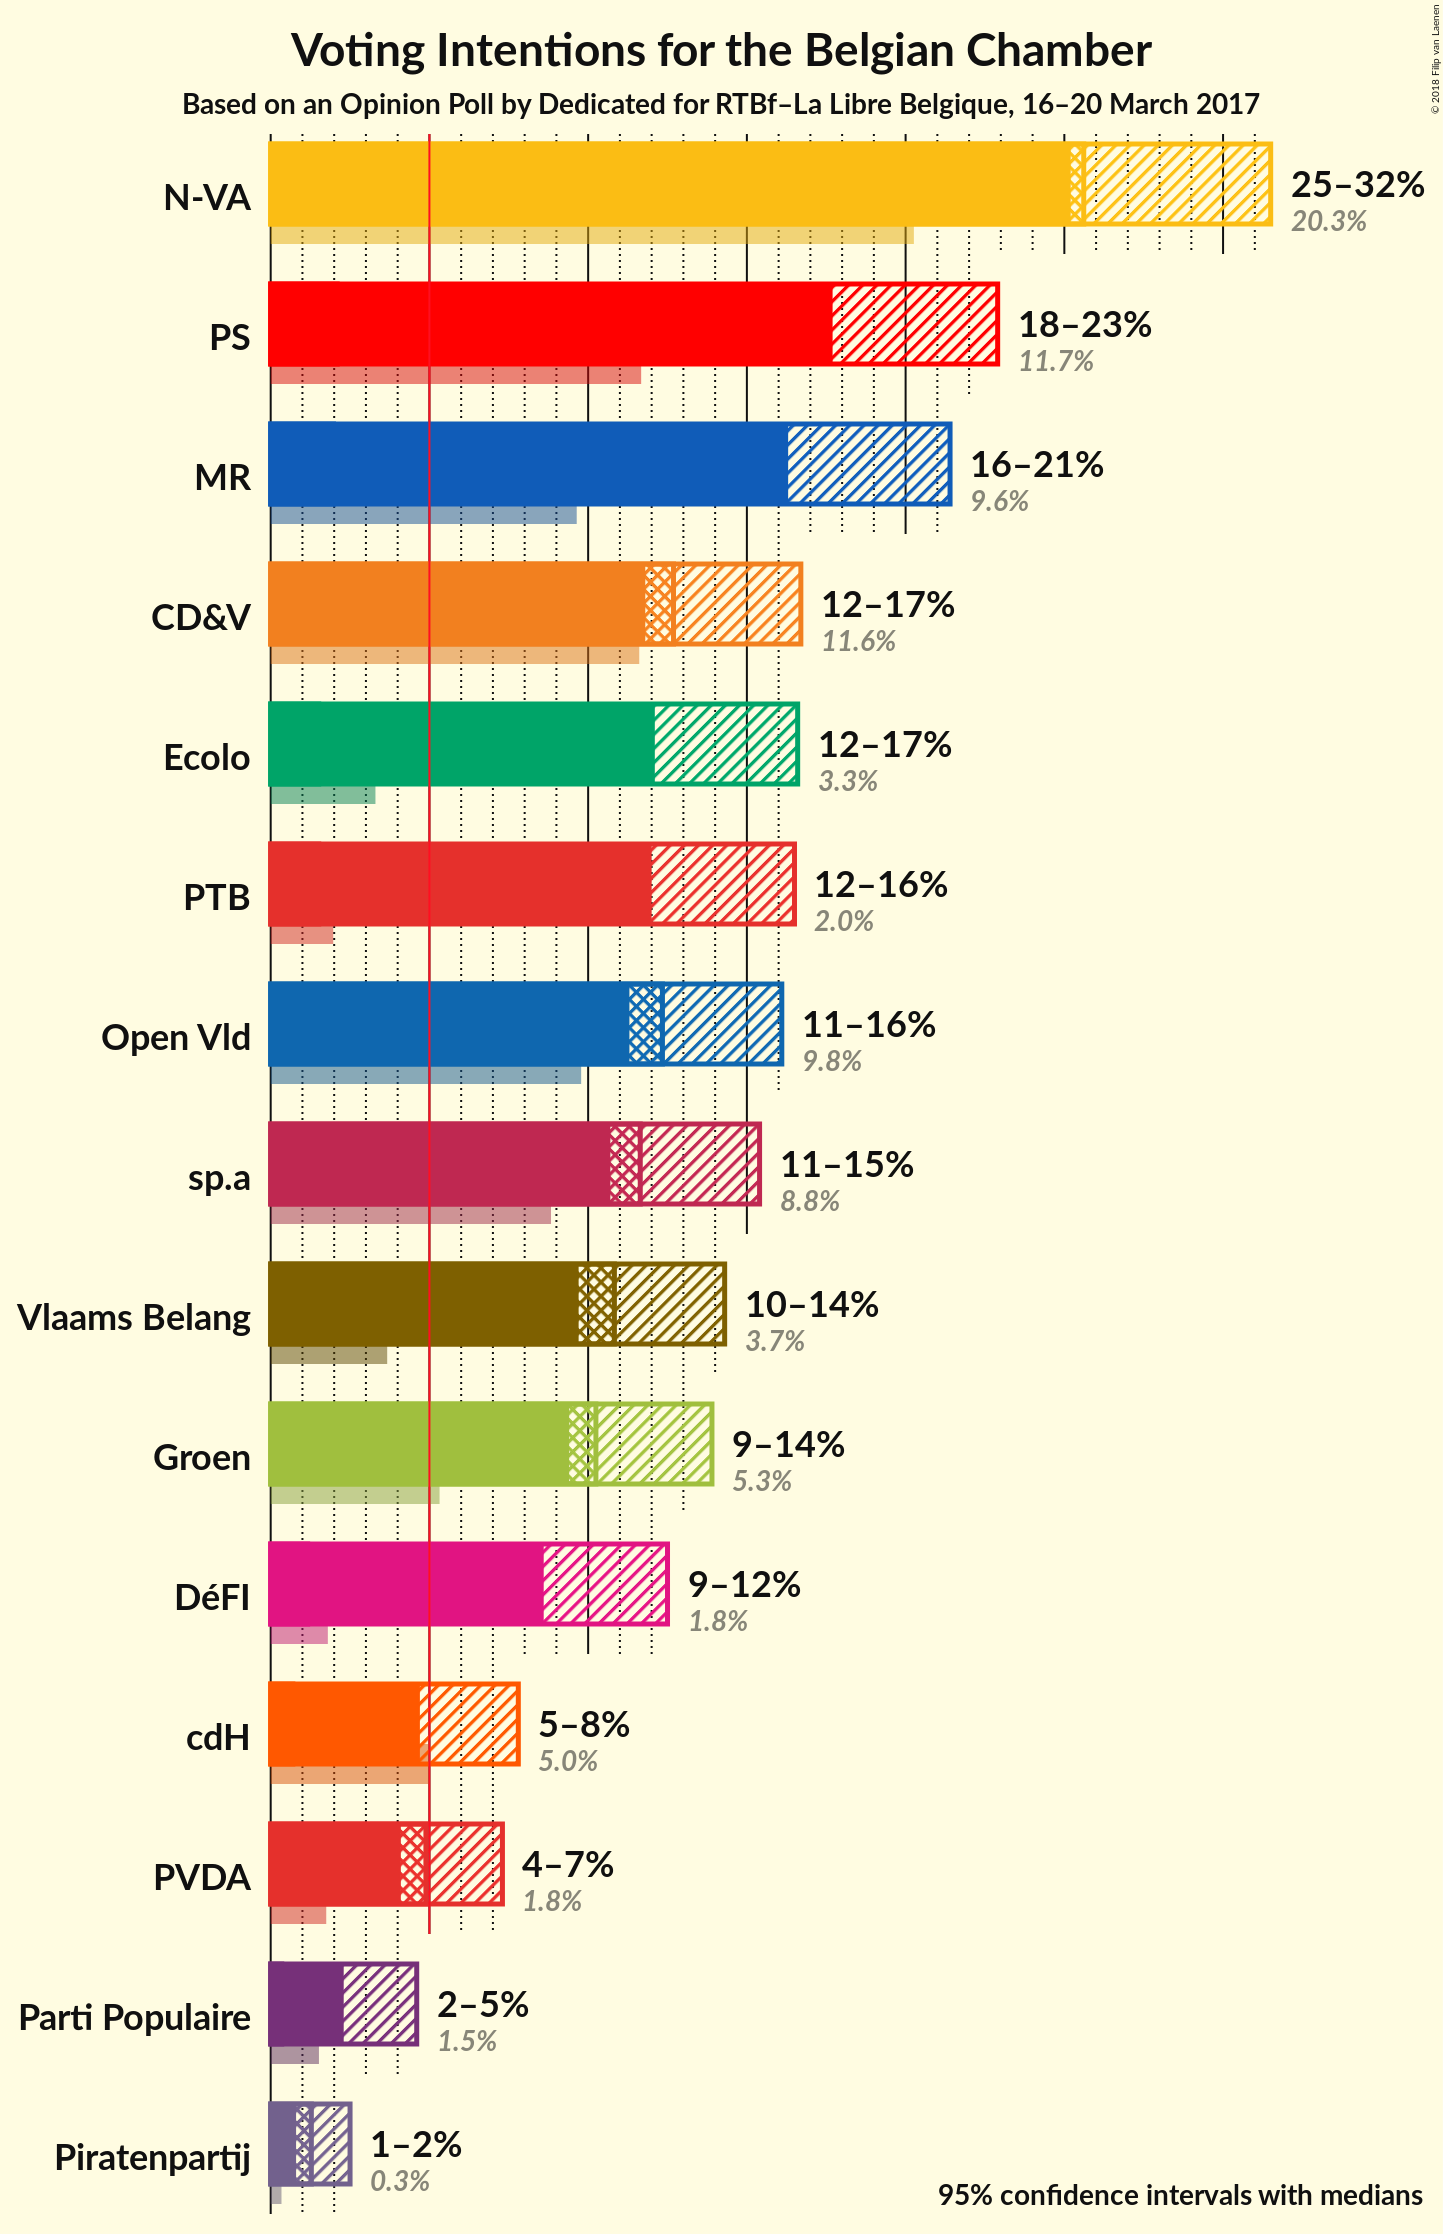 Voting Intentions for the Belgian Chamber
Based on an Opinion Poll by Dedicated for RTBf–La Libre Belgique, 16–20 March 2017
© 2018 Filip van Laenen
N-VA
25–32%
20.3%
PS
18–23%
11.7%
MR
16–21%
9.6%
CD&V
12–17%
11.6%
Ecolo
12–17%
3.3%
PTB
12–16%
2.0%
Open Vld
11–16%
9.8%
sp.a
11–15%
8.8%
Vlaams Belang
10–14%
3.7%
Groen
9–14%
5.3%
DéFI
9–12%
1.8%
cdH
5–8%
5.0%
PVDA
4–7%
1.8%
Parti Populaire
2–5%
1.5%
Piratenpartij
1–2%
0.3%
95% confidence intervals with medians